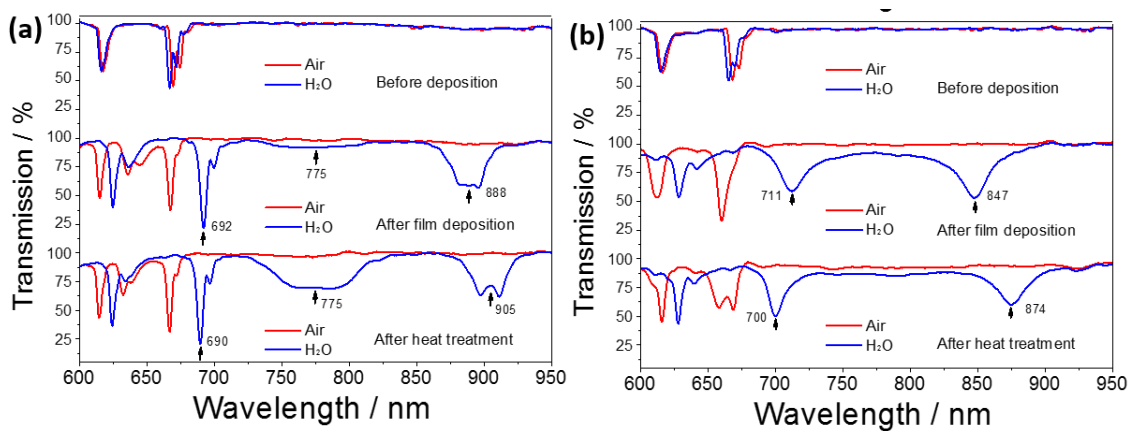 (a)
100
75
50
25
Air
H₂O
Before deposition
100
75
50
25
Air
H₂O
692
775
888
After film deposition
100
75
50
25
Air
H₂O
690
775
905
After heat treatment
600 650 700 750 800 850 900 950
Wavelength / nm
Transmission / %
(b)
100
75
50
25
Air
H₂O
Before deposition
100
75
50
25
Air
H₂O
711
847
After film deposition
100
75
50
25
Air
H₂O
700
874
After heat treatment
600 650 700 750 800 850 900 950
Wavelength / nm
Transmission / %